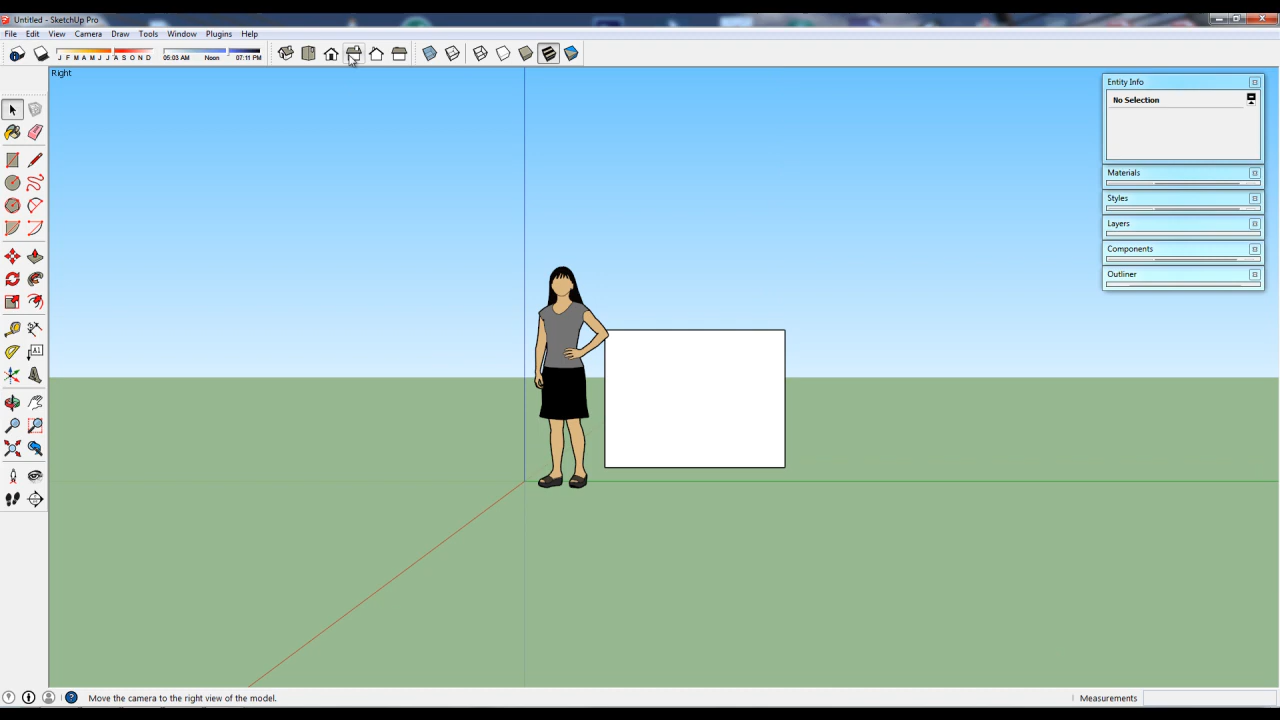 Untitled - SketchUp Pro
File Edit View Camera Draw Tools Window Plugins Help
J F M A M J J A S O N D 05:03 AM Noon 07:11 PM
Right
Entity Info
No Selection
Materials
Styles
Layers
Components
Outliner
A1
Move the camera to the right view of the model.
Measurements